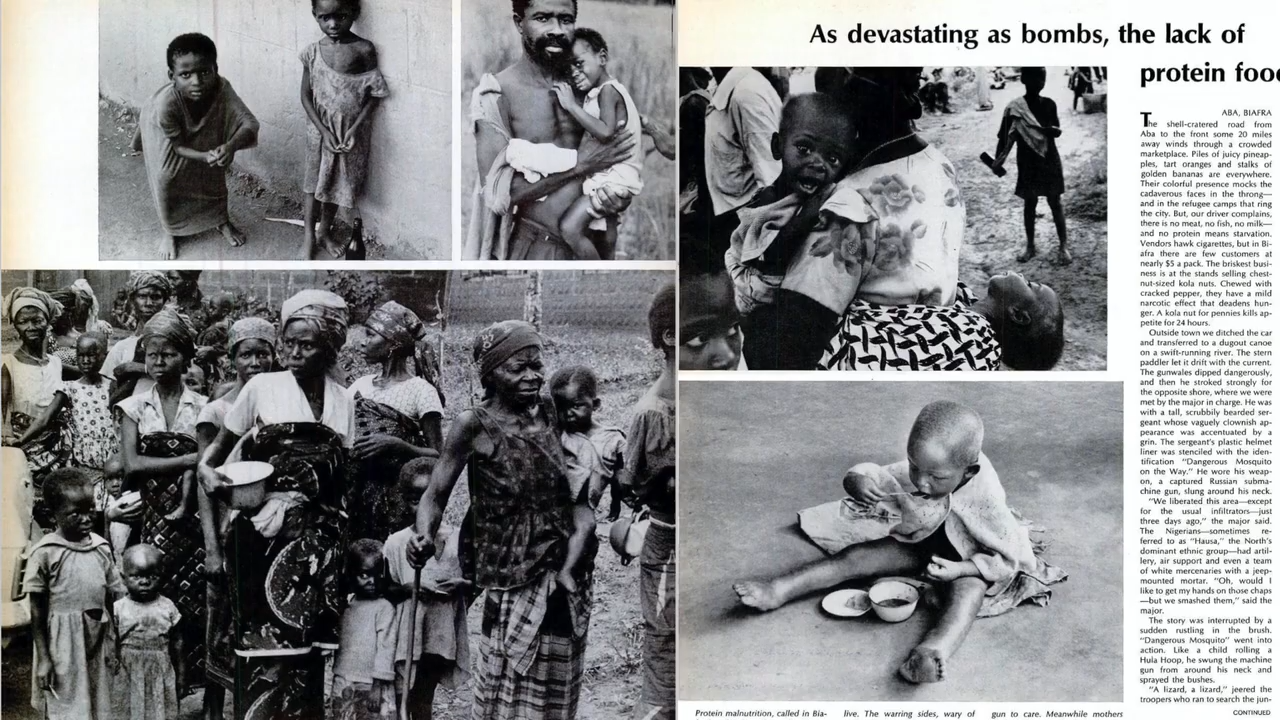 As devastating as bombs, the lack of
protein
ABA, BIAFRA
The shell-cratered road from
Aba to the front some 20 miles
away winds through a crowded
marketplace. Piles of juicy pineap-
ples, tart oranges and stalks of
golden bananas are everywhere.
Their colorful presence mocks the
cadaverous faces in the throng—
and in the refugee camps that ring
the city. But, our driver complains,
there is no meat, no fish, no milk—
and no protein means starvation.
Vendors hawk cigarettes, but in Bi-
afra there are few customers at
nearly $5 a pack. The briskest busi-
ness is at the stands selling chest-
nut-sized kola nuts. Chewed with
cracked pepper, they have a mild
narcotic effect that deadens hun-
ger. A kola nut for pennies kills ap-
petite for 24 hours.
Outside town we ditched the car
and transferred to a dugout canoe
on a swift-running river. The stern
paddler let it drift with the current.
The gunwales dipped dangerously,
and then he stroked strongly for
the opposite shore, where we were
met by the major in charge. He was
with a tall, scrubbily bearded ser-
geant whose vaguely clownish ap-
pearance was accentuated by a
grin. The sergeant's plastic helmet
liner was stenciled with the iden-
tification "Dangerous Mosquito
on the Way." He wore his weap-
on, a captured Russian subma-
chine gun, slung around his neck.
"We liberated this area—except
for the usual infiltrators—just
three days ago," the major said.
The Nigerians—sometimes re-
ferred to as "Hausa," the North's
dominant ethnic group—had artil-
lery, air support and even a team
of white mercenaries with a jeep-
mounted mortar. "Oh, would I
like to get my hands on those chaps
—but we smashed them," said the
major.
The story was interrupted by a
sudden rustling in the brush.
"Dangerous Mosquito" went into
action. Like a child rolling a
Hula Hoop, he swung the machine
gun from around his neck and
sprayed the bushes.
"A lizard, a lizard," jeered the
troopers who ran to search the jun-
CONTINUED
Protein malnutrition, called in Bia-
live. The warring sides, wary of
gun to care. Meanwhile mothers